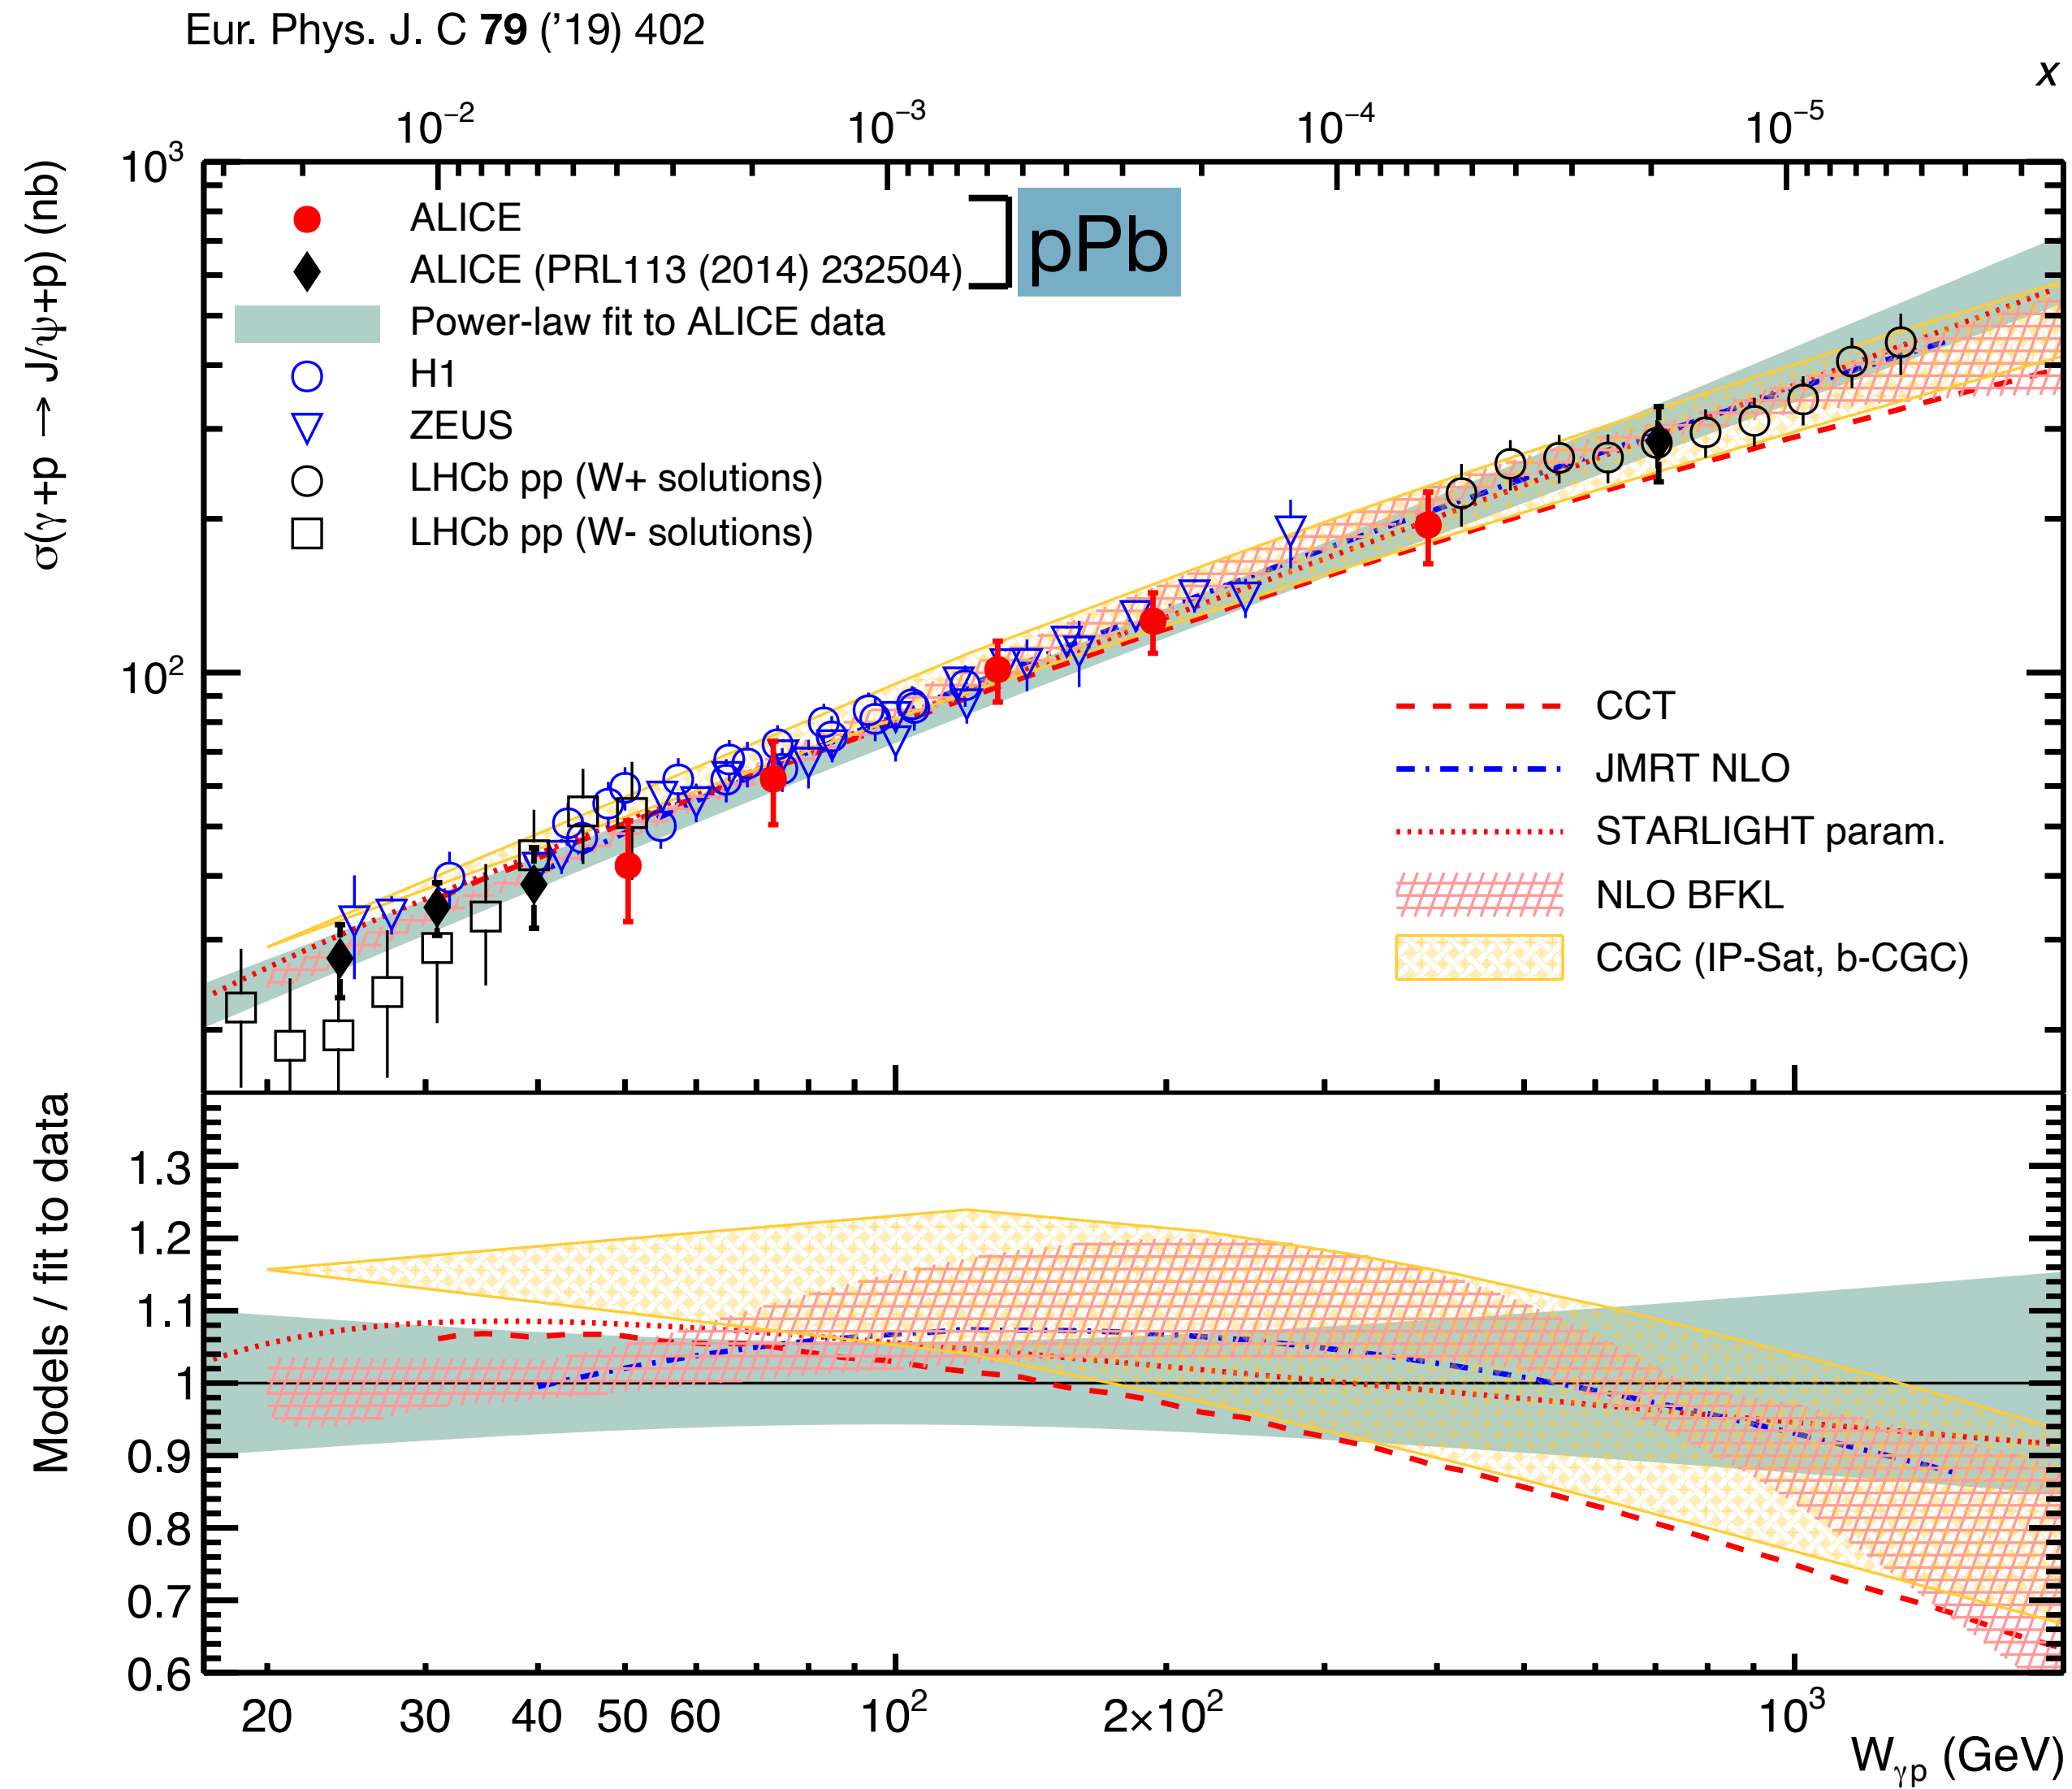 Eur. Phys. J. C 79 ('19) 402
x
10⁻² 10⁻³ 10⁻⁴ 10⁻⁵
σ(γ+p → J/ψ+p) (nb)
10³
10²
ALICE
ALICE (PRL113 (2014) 232504)
pPb
Power-law fit to ALICE data
H1
ZEUS
LHCb pp (W+ solutions)
LHCb pp (W- solutions)
CCT
JMRT NLO
STARLIGHT param.
NLO BFKL
CGC (IP-Sat, b-CGC)
Models / fit to data
1.3
1.2
1.1
1
0.9
0.8
0.7
0.6
20 30 40 50 60 10² 2×10² 10³
Wγp (GeV)